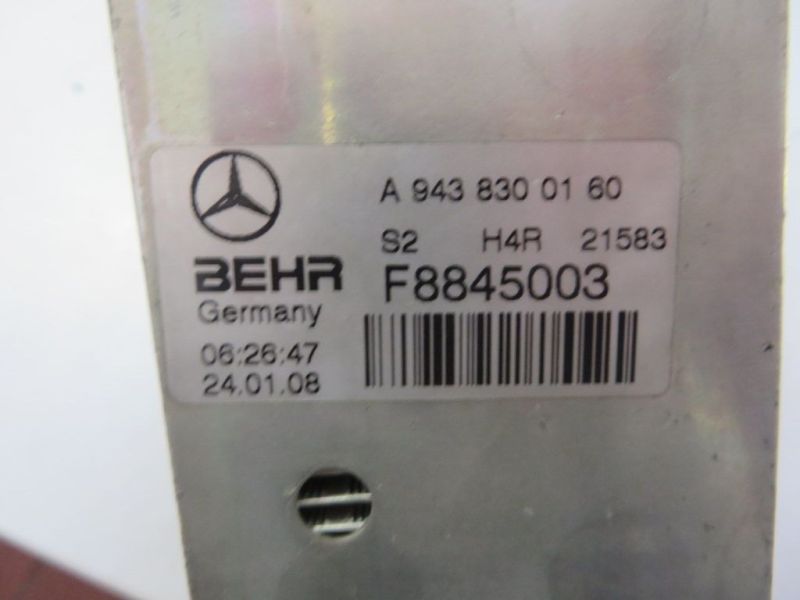 A 943 830 01 60
S2 H4R 21583
BEHR F8845003
Germany
06:26:47
24.01.08